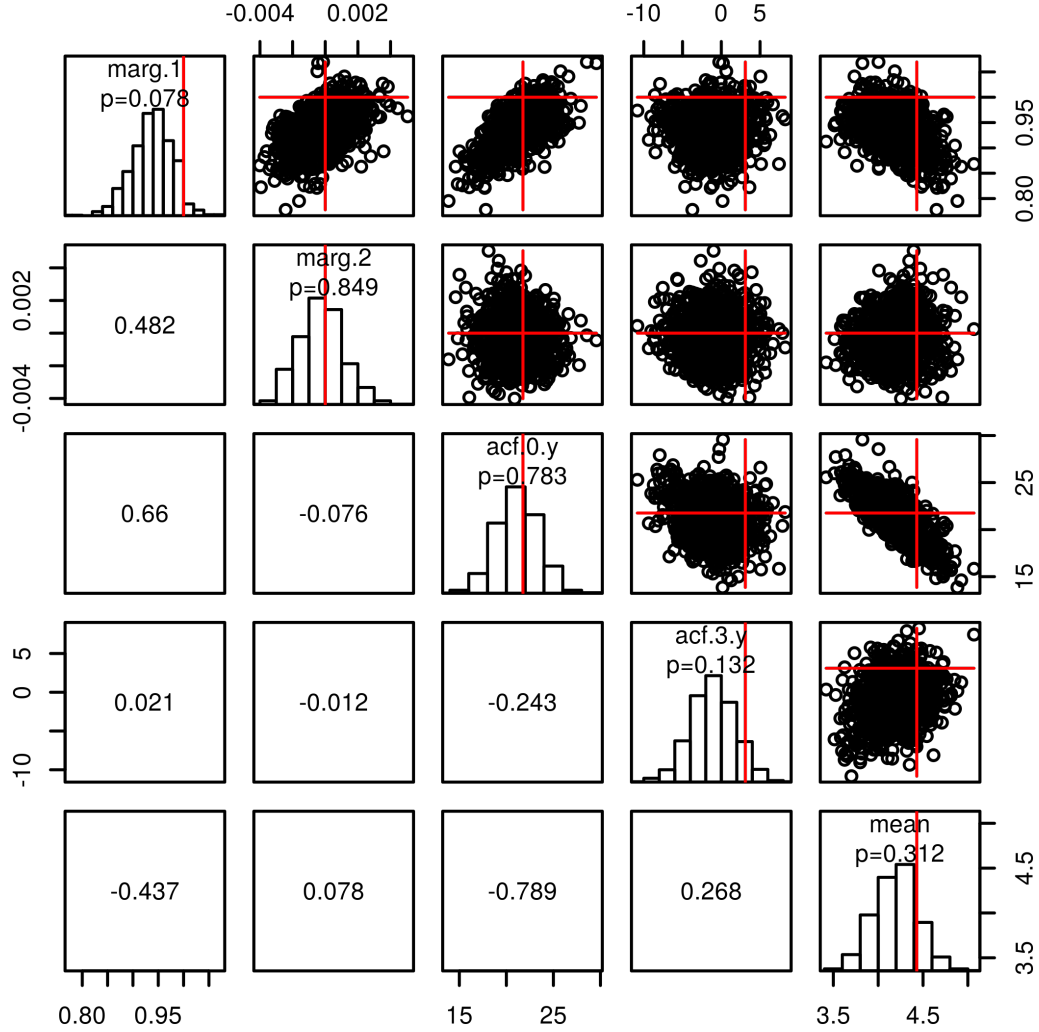 -0.004 0.002 -10 0 5
marg.1
p=0.078
0.80 0.95
-0.004 0.002
0.482
marg.2
p=0.849
0.66
-0.076
acf.0.y
p=0.783
15 25
-10 0 5
0.021
-0.012
-0.243
acf.3.y
p=0.132
-0.437
0.078
-0.789
0.268
mean
p=0.312
3.5 4.5
0.80 0.95 15 25 3.5 4.5